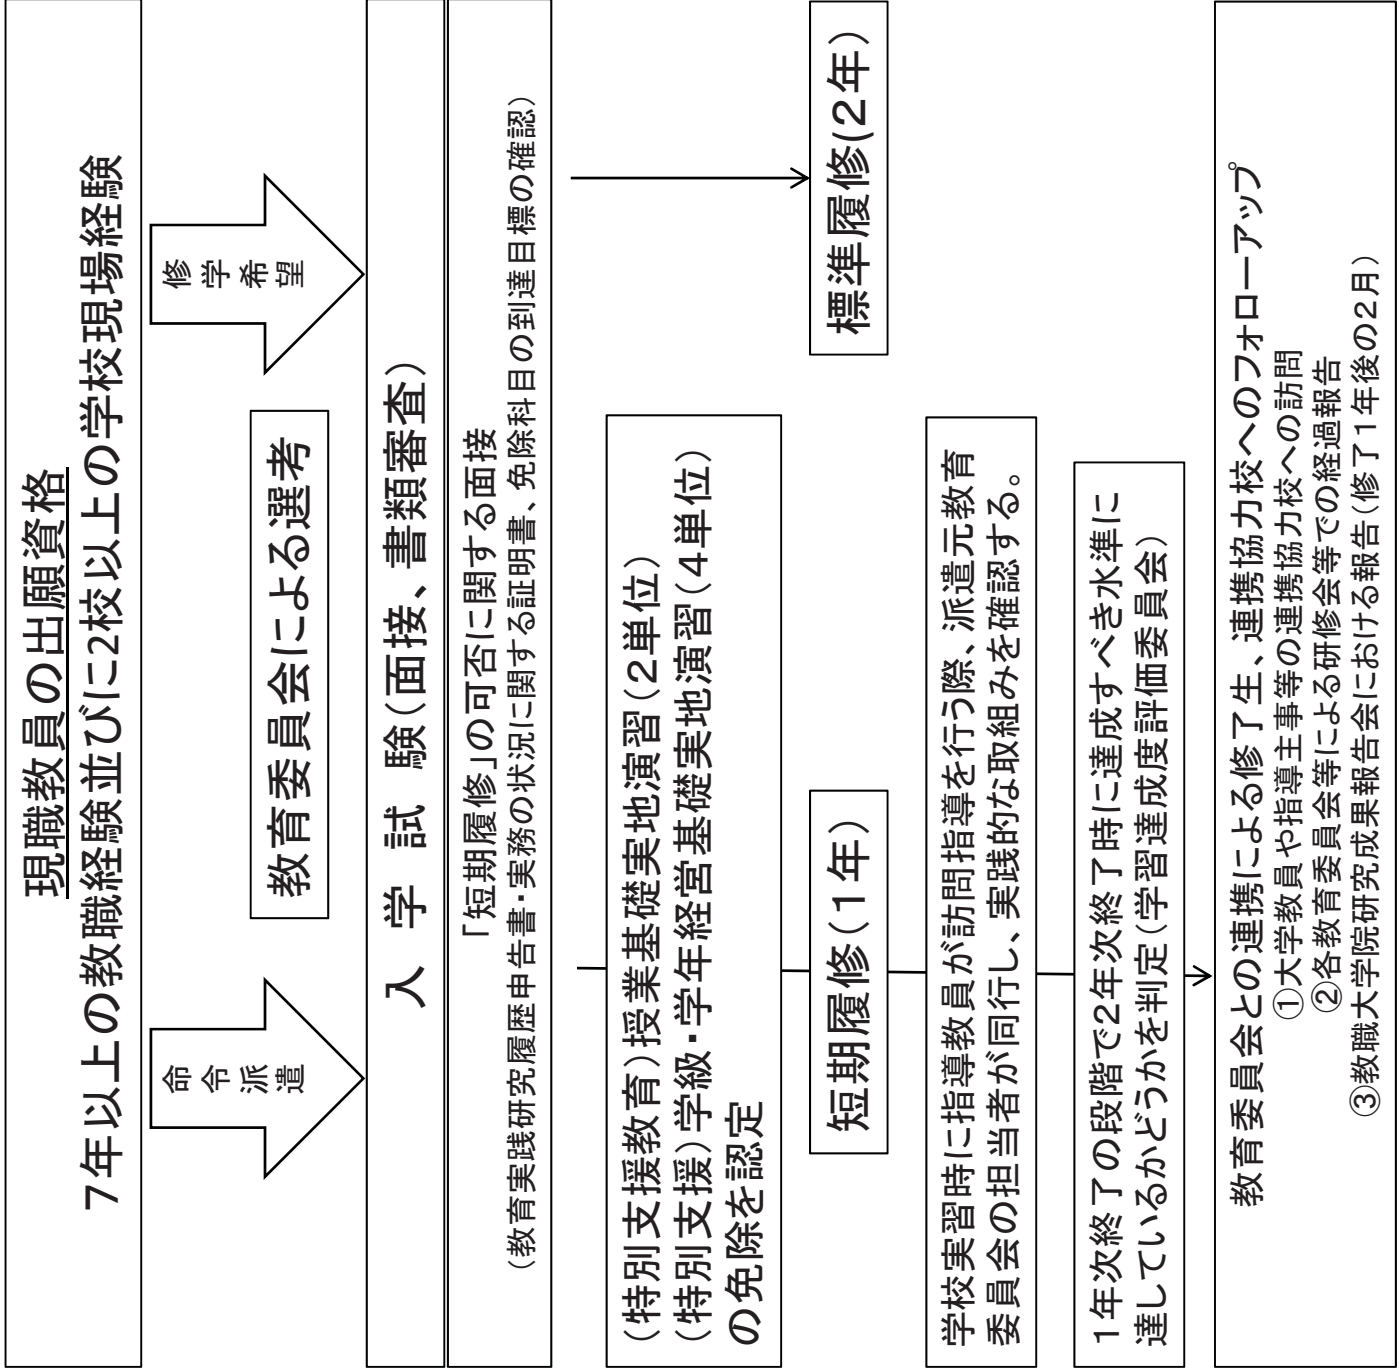 現職教員の出願資格
7年以上の教職経験並びに2校以上の学校現場経験
命令
派遣
修学
希望
教育委員会による選考
入 学 試 験(面接、書類審査)
「短期履修」の可否に関する面接
(教育実践研究履歴申告書・実務の状況に関する証明書、免除科目の到達目標の確認)
(特別支援教育)授業基礎実地演習(2単位)
(特別支援)学級・学年経営基礎実地演習(4単位)
の免除を認定
短期履修(1年)
標準履修(2年)
学校実習時に指導教員が訪問指導を行う際、派遣元教育
委員会の担当者が同行し、実践的な取組みを確認する。
1年次終了の段階で2年次終了時に達成すべき水準に
達しているかどうかを判定(学習達成度評価委員会)
教育委員会との連携による修了生、連携協力校へのフォローアップ
①大学教員や指導主事等の連携協力校への訪問
②各教育委員会等による研修会等での経過報告
③教職大学院研究成果報告会における報告(修了1年後の2月)